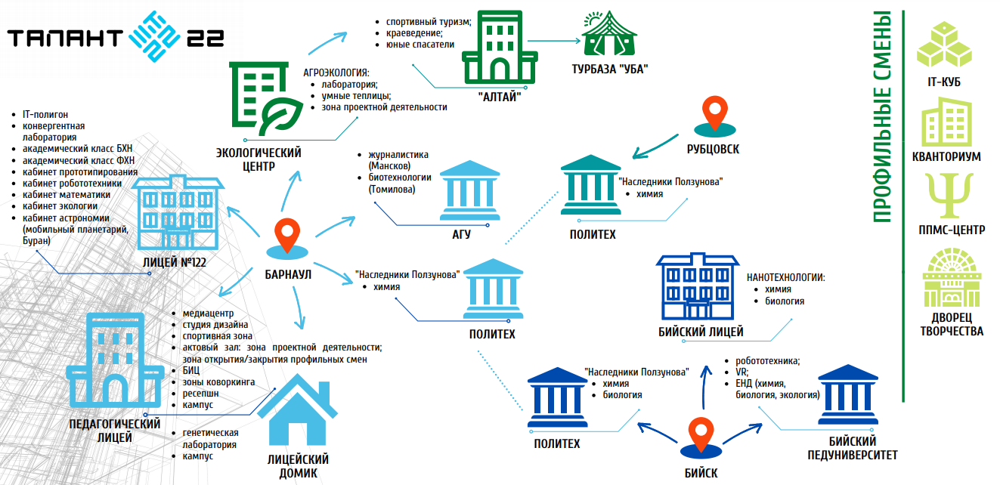 ТАЛАНТ 22
• спортивный туризм;
• краеведение;
• юные спасатели
"АЛТАЙ"
ТУРБАЗА "УБА"
АГРОЭКОЛОГИЯ:
• лаборатория;
• умные теплицы;
• зона проектной деятельности
ЭКОЛОГИЧЕСКИЙ
ЦЕНТР
• IT-полигон
• конвергентная
лаборатория
• академический класс БХН
• академический класс ФХН
• кабинет прототипирования
• кабинет робототехники
• кабинет математики
• кабинет экологии
• кабинет астрономии
(мобильный планетарий,
Буран)
ЛИЦЕЙ №122
БАРНАУЛ
• журналистика
(Мансков)
• биотехнологии
(Томилова)
АГУ
"Наследники Ползунова"
• химия
ПОЛИТЕХ
РУБЦОВСК
"Наследники Ползунова"
• химия
ПОЛИТЕХ
• медиацентр
• студия дизайна
• спортивная зона
• актовый зал: зона проектной деятельности;
зона открытия/закрытия профильных смен
• БИЦ
• зоны коворкинга
• ресепшн
• кампус
ПЕДАГОГИЧЕСКИЙ
ЛИЦЕЙ
• генетическая
лаборатория
• кампус
ЛИЦЕЙСКИЙ
ДОМИК
НАНОТЕХНОЛОГИИ:
• химия
• биология
БИЙСКИЙ ЛИЦЕЙ
"Наследники Ползунова"
• химия
• биология
ПОЛИТЕХ
• робототехника;
• VR;
• ЕНД (химия,
биология, экология)
БИЙСКИЙ
ПЕДУНИВЕРСИТЕТ
БИЙСК
ПРОФИЛЬНЫЕ СМЕНЫ
IT-КУБ
КВАНТОРИУМ
ППМС-ЦЕНТР
ДВОРЕЦ
ТВОРЧЕСТВА